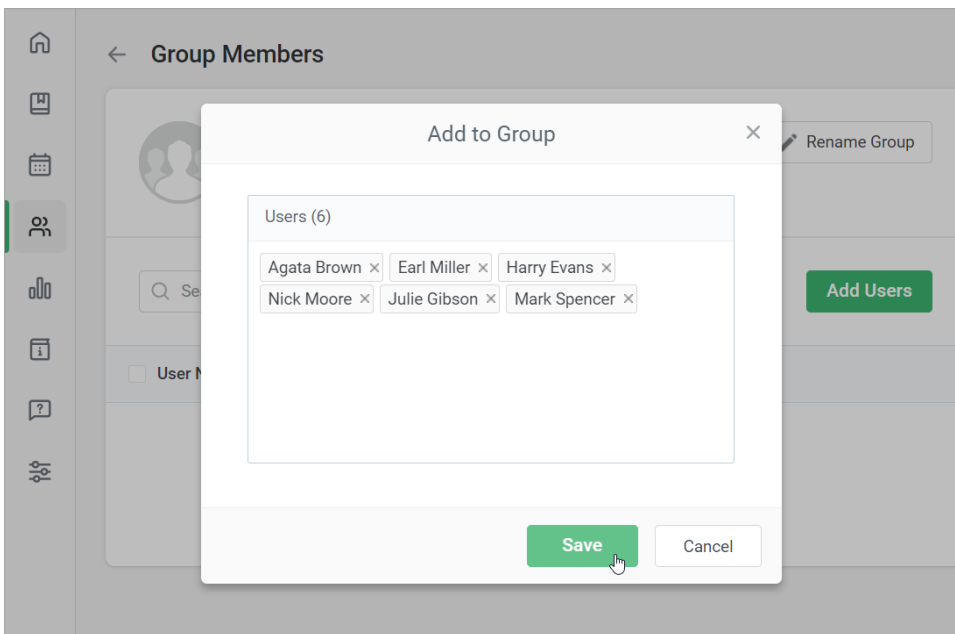 Group Members
Add to Group
Rename Group
Users (6)
Agata Brown Earl Miller Harry Evans
Nick Moore Julie Gibson Mark Spencer
Add Users
Save Cancel